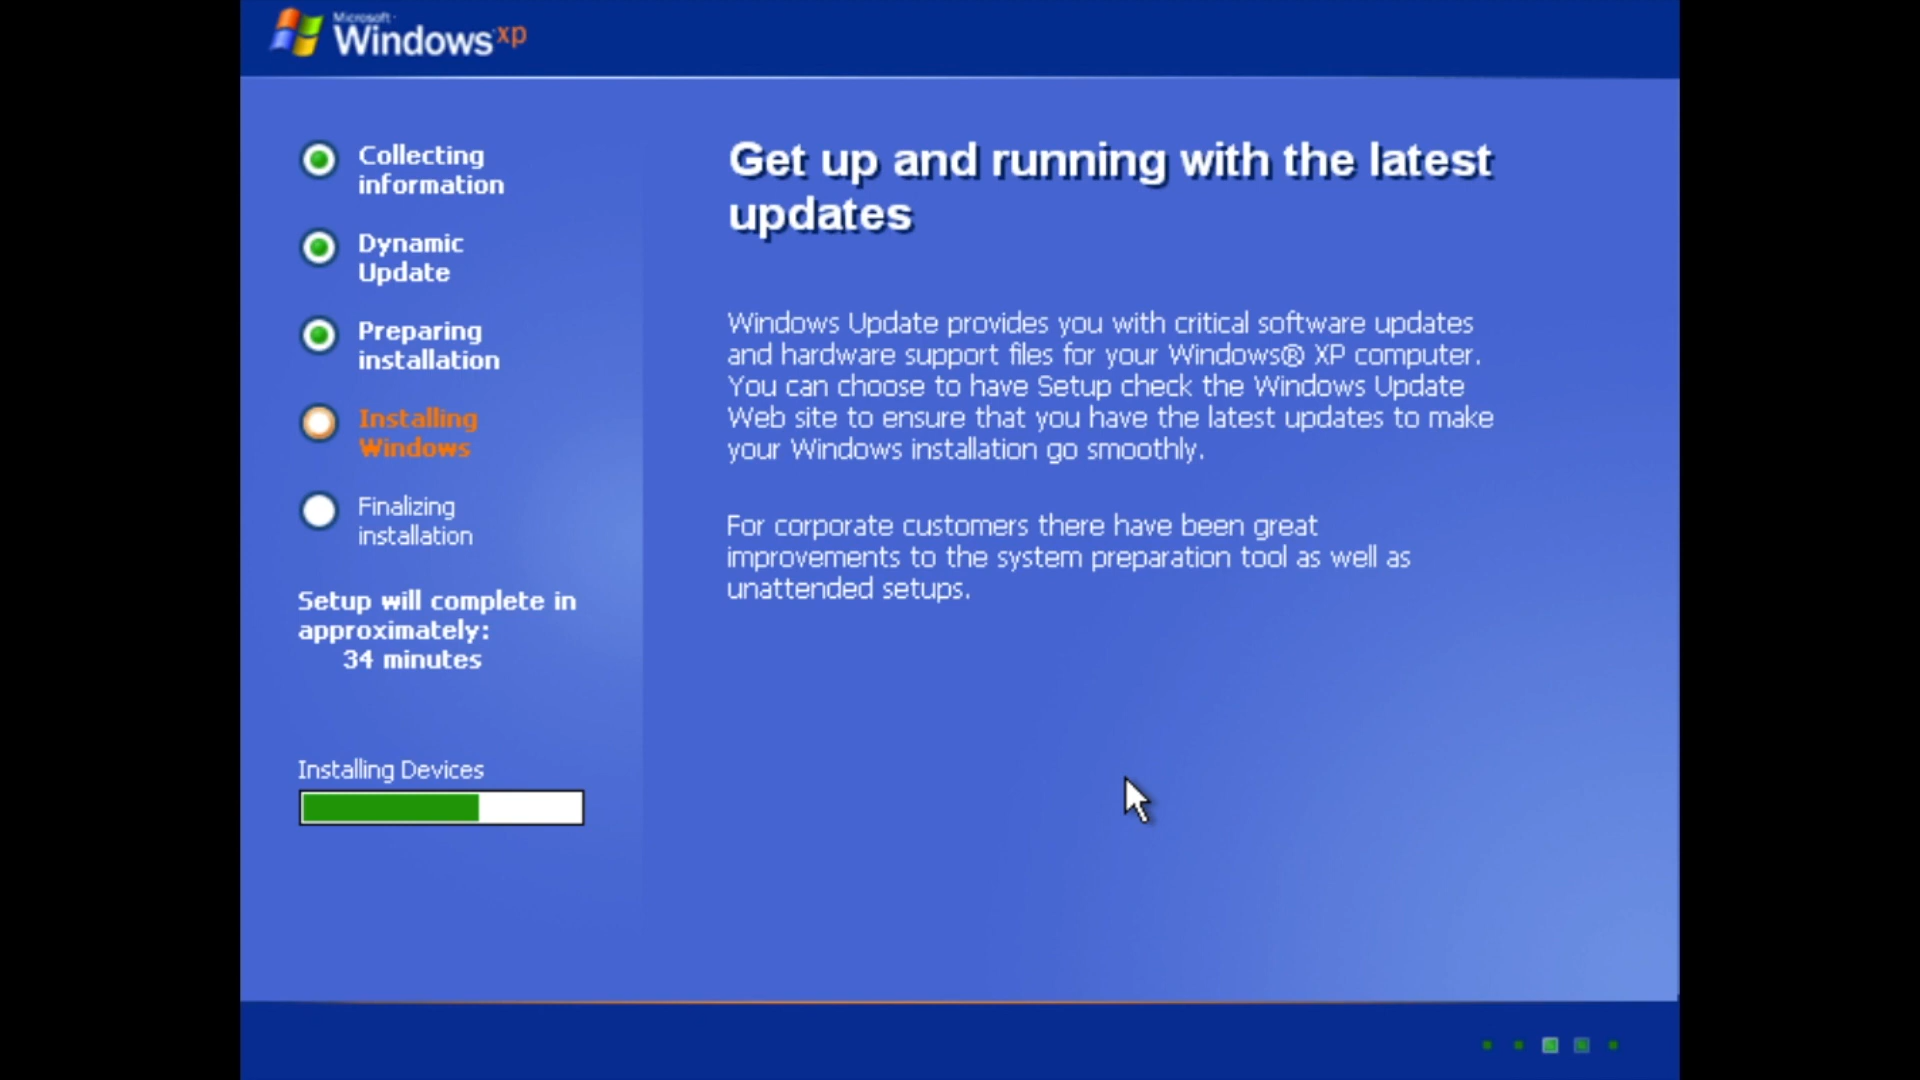 Microsoft
Windows xp
Collecting
information
Dynamic
Update
Preparing
installation
Installing
Windows
Finalizing
installation
Setup will complete in
approximately:
34 minutes
Installing Devices
Get up and running with the latest
updates
Windows Update provides you with critical software updates
and hardware support files for your Windows® XP computer.
You can choose to have Setup check the Windows Update
Web site to ensure that you have the latest updates to make
your Windows installation go smoothly.
For corporate customers there have been great
improvements to the system preparation tool as well as
unattended setups.